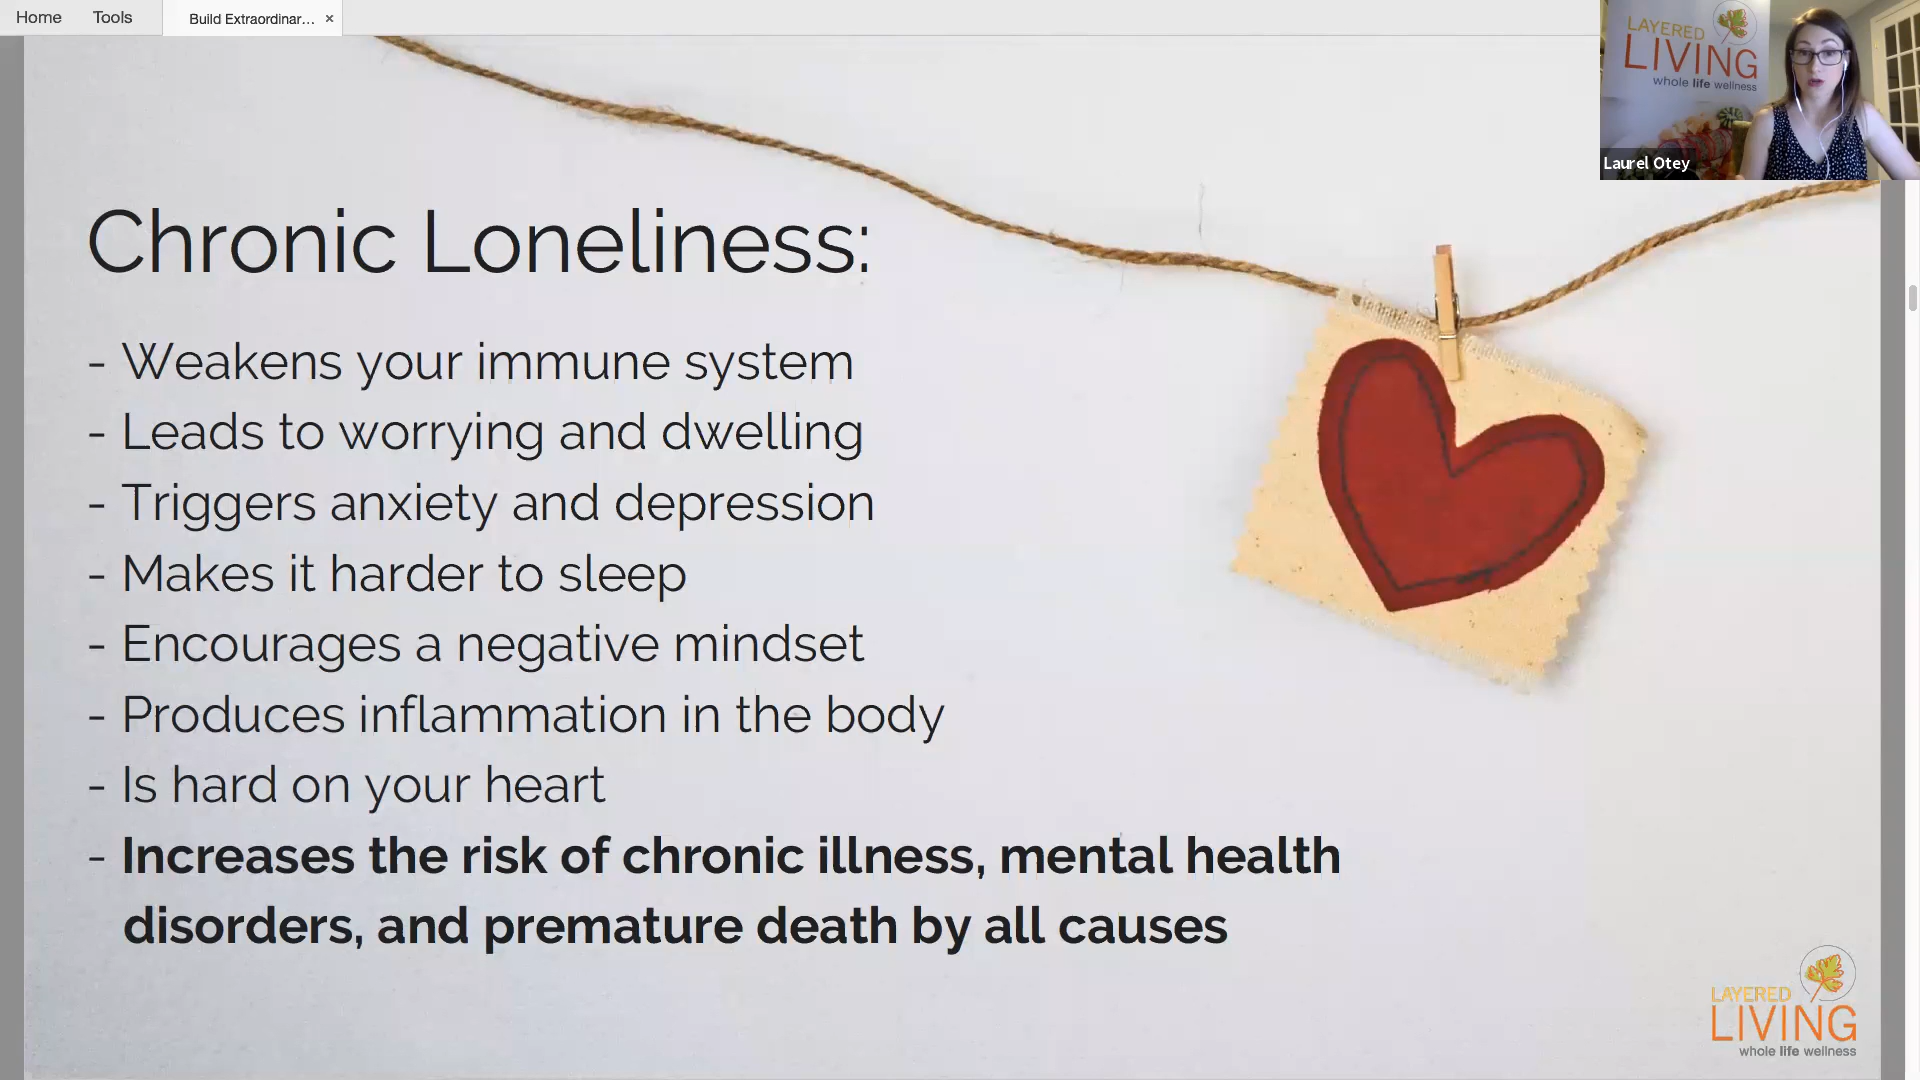 Home Tools Build Extraordinar... ×
LAYERED
LIVING
whole life wellness
Laurel Otey
Chronic Loneliness:
- Weakens your immune system
- Leads to worrying and dwelling
- Triggers anxiety and depression
- Makes it harder to sleep
- Encourages a negative mindset
- Produces inflammation in the body
- Is hard on your heart
- Increases the risk of chronic illness, mental health
disorders, and premature death by all causes
LAYERED
LIVING
whole life wellness